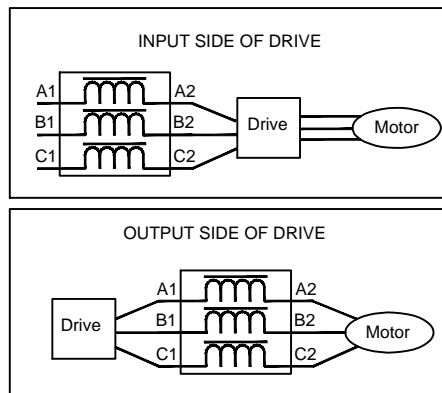 INPUT SIDE OF DRIVE
A1 A2
B1 B2 Drive Motor
C1 C2
OUTPUT SIDE OF DRIVE
A1 A2
Drive B1 B2 Motor
C1 C2